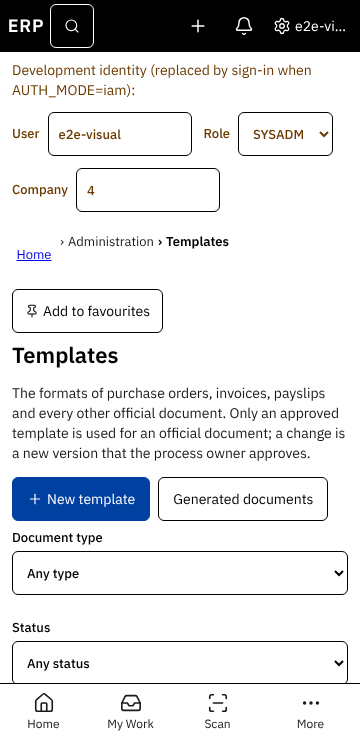 ERP
e2e-vi...
Development identity (replaced by sign-in when
AUTH_MODE=iam):
User
e2e-visual
Role
SYSADM
Company
4
Home
› Administration › Templates
Add to favourites
Templates
The formats of purchase orders, invoices, payslips
and every other official document. Only an approved
template is used for an official document; a change is
a new version that the process owner approves.
New template
Generated documents
Document type
Any type
Status
Any status
Home
My Work
Scan
More